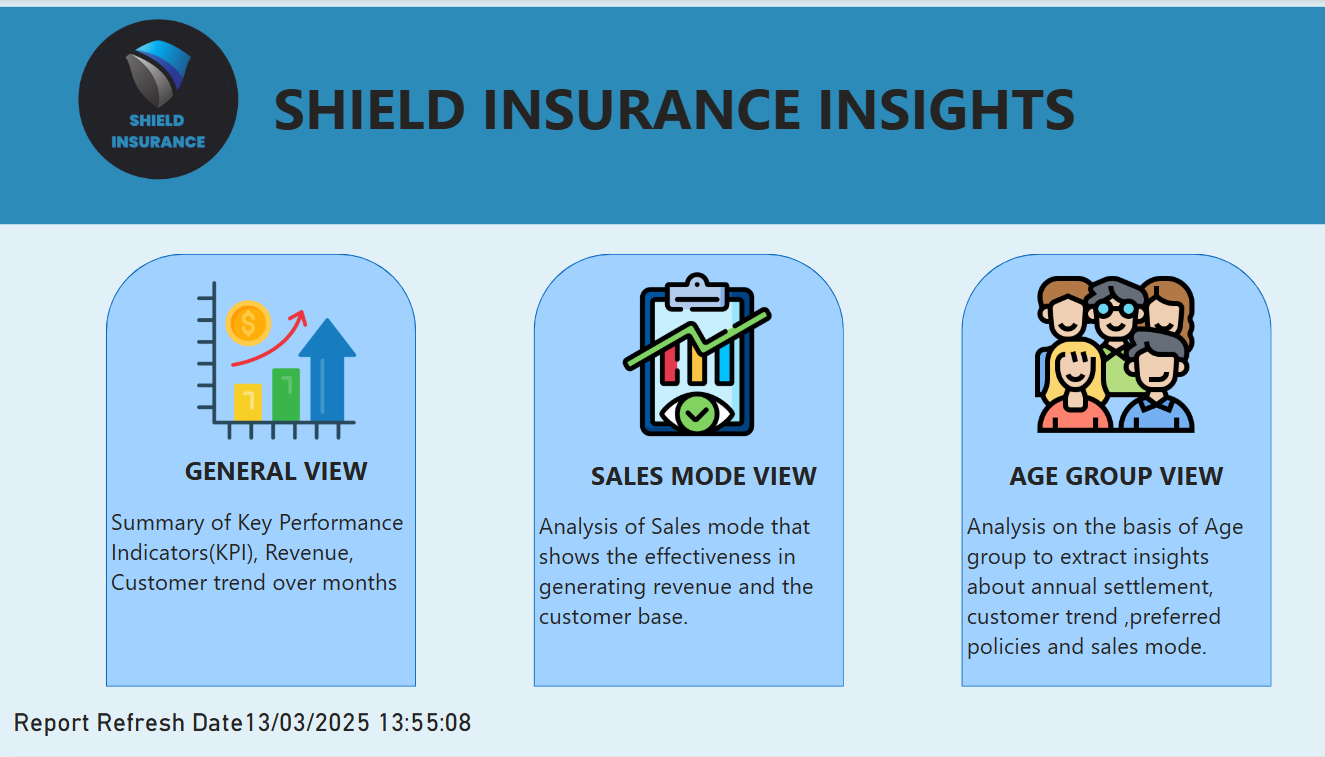 SHIELD
INSURANCE
SHIELD INSURANCE INSIGHTS
GENERAL VIEW
Summary of Key Performance
Indicators(KPI), Revenue,
Customer trend over months
SALES MODE VIEW
Analysis of Sales mode that
shows the effectiveness in
generating revenue and the
customer base.
AGE GROUP VIEW
Analysis on the basis of Age
group to extract insights
about annual settlement,
customer trend ,preferred
policies and sales mode.
Report Refresh Date13/03/2025 13:55:08